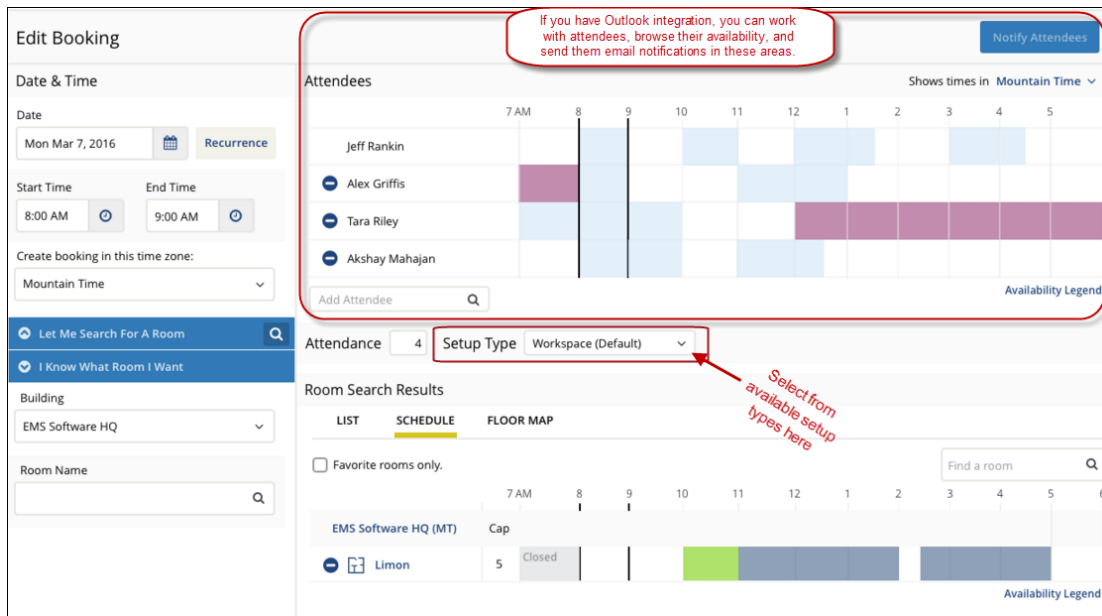 If you have Outlook integration, you can work
with attendees, browse their availability, and
send them email notifications in these areas.
Edit Booking
Notify Attendees
Date & Time
Date
Mon Mar 7, 2016
Recurrence
Start Time
End Time
8:00 AM
9:00 AM
Create booking in this time zone:
Mountain Time
Let Me Search For A Room
I Know What Room I Want
Building
EMS Software HQ
Room Name
Attendees
Shows times in Mountain Time
7 AM 8 9 10 11 12 1 2 3 4 5
Jeff Rankin
Alex Griffis
Tara Riley
Akshay Mahajan
Add Attendee
Availability Legend
Attendance 4 Setup Type Workspace (Default)
Select from
available setup
types here
Room Search Results
LIST SCHEDULE FLOOR MAP
Favorite rooms only.
Find a room
7 AM 8 9 10 11 12 1 2 3 4 5 6
EMS Software HQ (MT) Cap
Limon 5 Closed
Availability Legend